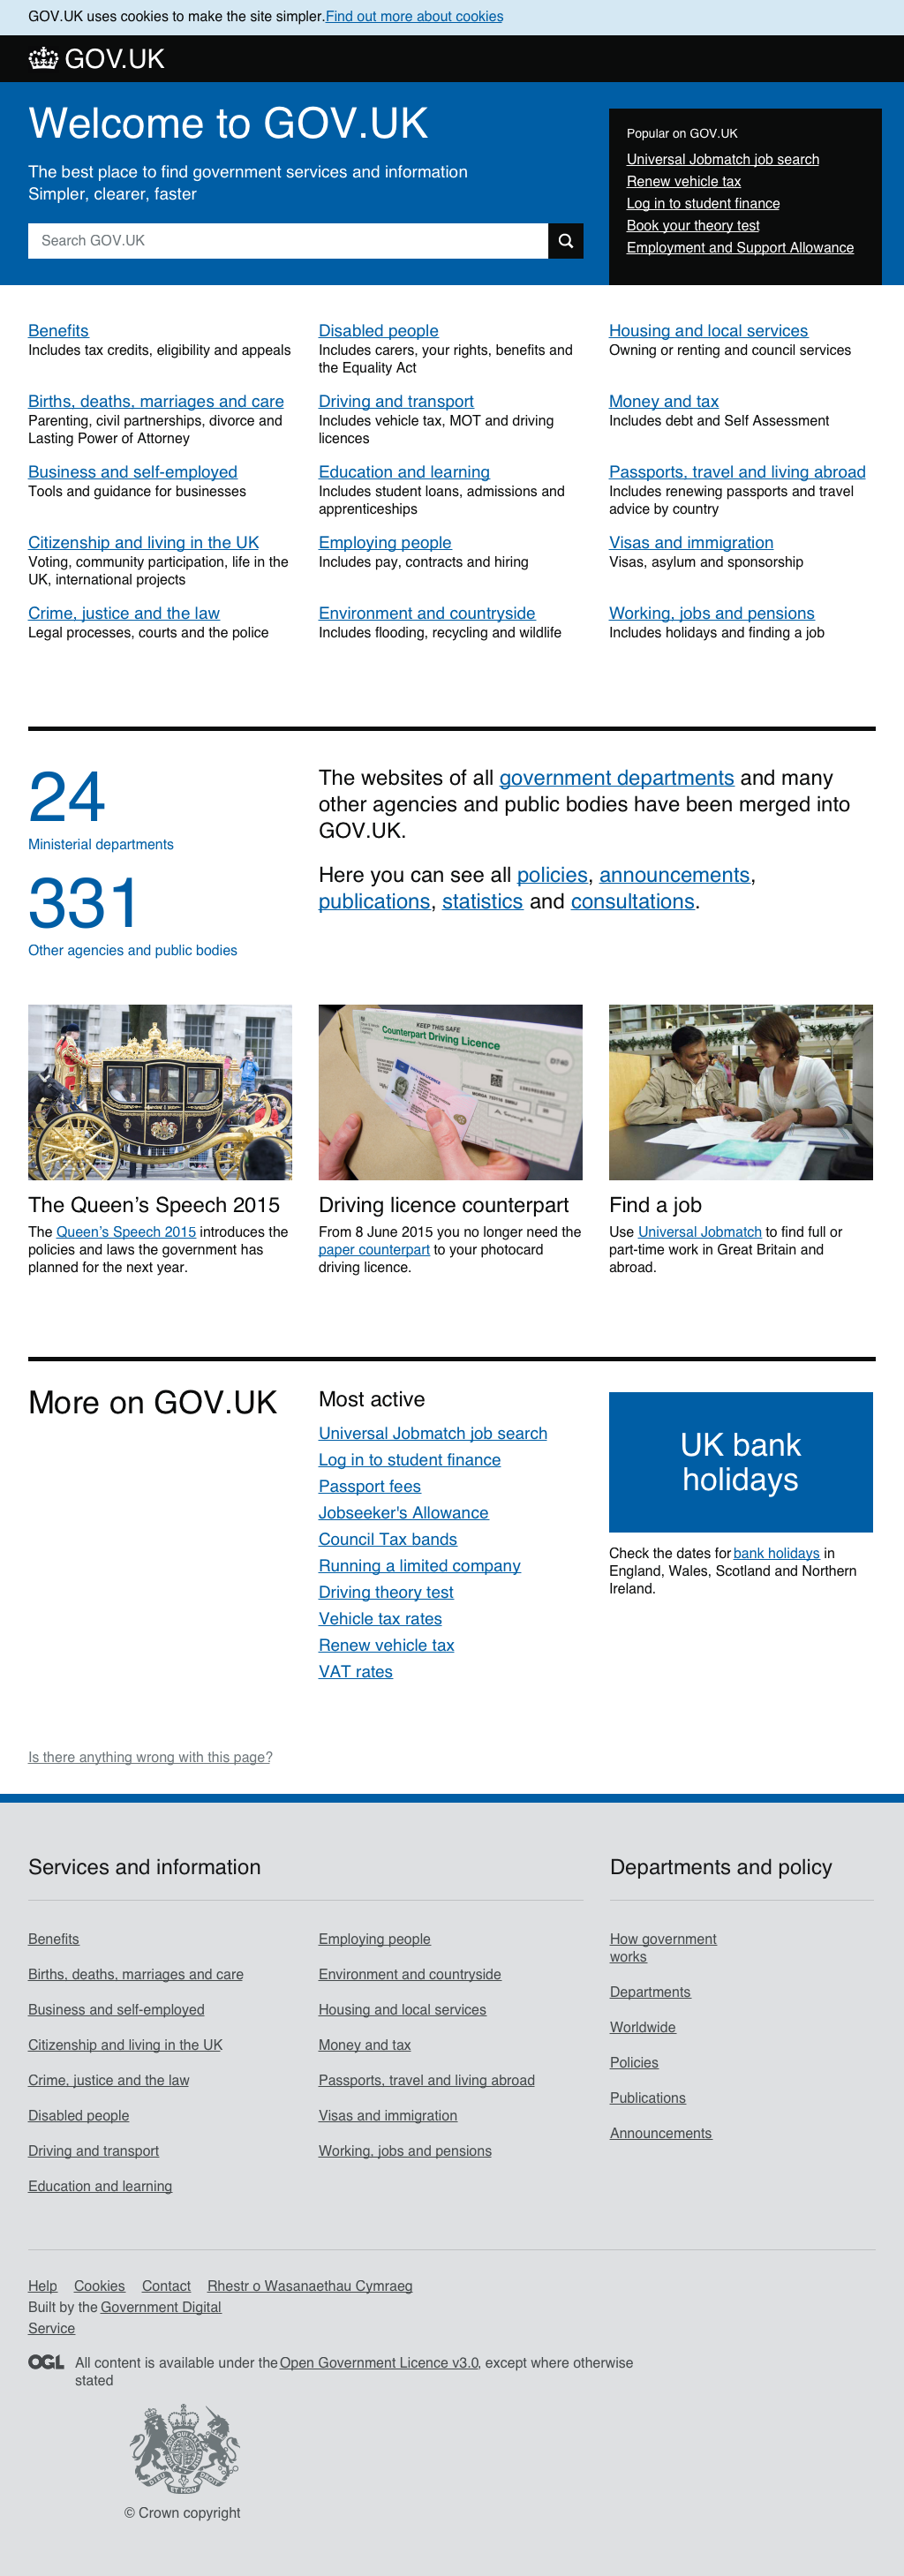 GOV.UK uses cookies to make the site simpler. Find out more about cookies
GOV.UK
Welcome to GOV.UK
The best place to find government services and information
Simpler, clearer, faster
Search GOV.UK
Popular on GOV.UK
Universal Jobmatch job search
Renew vehicle tax
Log in to student finance
Book your theory test
Employment and Support Allowance
Benefits
Includes tax credits, eligibility and appeals
Births, deaths, marriages and care
Parenting, civil partnerships, divorce and
Lasting Power of Attorney
Business and self-employed
Tools and guidance for businesses
Citizenship and living in the UK
Voting, community participation, life in the
UK, international projects
Crime, justice and the law
Legal processes, courts and the police
Disabled people
Includes carers, your rights, benefits and
the Equality Act
Driving and transport
Includes vehicle tax, MOT and driving
licences
Education and learning
Includes student loans, admissions and
apprenticeships
Employing people
Includes pay, contracts and hiring
Environment and countryside
Includes flooding, recycling and wildlife
Housing and local services
Owning or renting and council services
Money and tax
Includes debt and Self Assessment
Passports, travel and living abroad
Includes renewing passports and travel
advice by country
Visas and immigration
Visas, asylum and sponsorship
Working, jobs and pensions
Includes holidays and finding a job
24
Ministerial departments
331
Other agencies and public bodies
The websites of all government departments and many
other agencies and public bodies have been merged into
GOV.UK.
Here you can see all policies, announcements,
publications, statistics and consultations.
KEEP THIS SAFE
Counterpart Driving Licence
The Queen’s Speech 2015
The Queen’s Speech 2015 introduces the
policies and laws the government has
planned for the next year.
Driving licence counterpart
From 8 June 2015 you no longer need the
paper counterpart to your photocard
driving licence.
Find a job
Use Universal Jobmatch to find full or
part-time work in Great Britain and
abroad.
More on GOV.UK
Most active
Universal Jobmatch job search
Log in to student finance
Passport fees
Jobseeker's Allowance
Council Tax bands
Running a limited company
Driving theory test
Vehicle tax rates
Renew vehicle tax
VAT rates
UK bank
holidays
Check the dates for bank holidays in
England, Wales, Scotland and Northern
Ireland.
Is there anything wrong with this page?
Services and information
Benefits
Births, deaths, marriages and care
Business and self-employed
Citizenship and living in the UK
Crime, justice and the law
Disabled people
Driving and transport
Education and learning
Employing people
Environment and countryside
Housing and local services
Money and tax
Passports, travel and living abroad
Visas and immigration
Working, jobs and pensions
Departments and policy
How government
works
Departments
Worldwide
Policies
Publications
Announcements
Help Cookies Contact Rhestr o Wasanaethau Cymraeg
Built by the Government Digital
Service
OGL
All content is available under the Open Government Licence v3.0, except where otherwise
stated
© Crown copyright